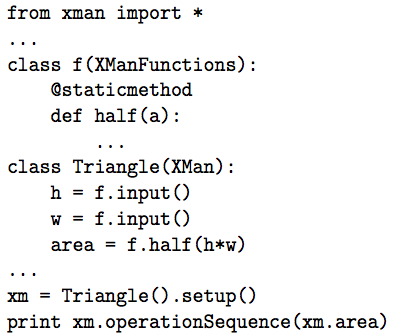 from xman import *
...
class f(XManFunctions):
    @staticmethod
    def half(a):
        ...
class Triangle(XMan):
    h = f.input()
    w = f.input()
    area = f.half(h*w)
...
xm = Triangle().setup()
print xm.operationSequence(xm.area)